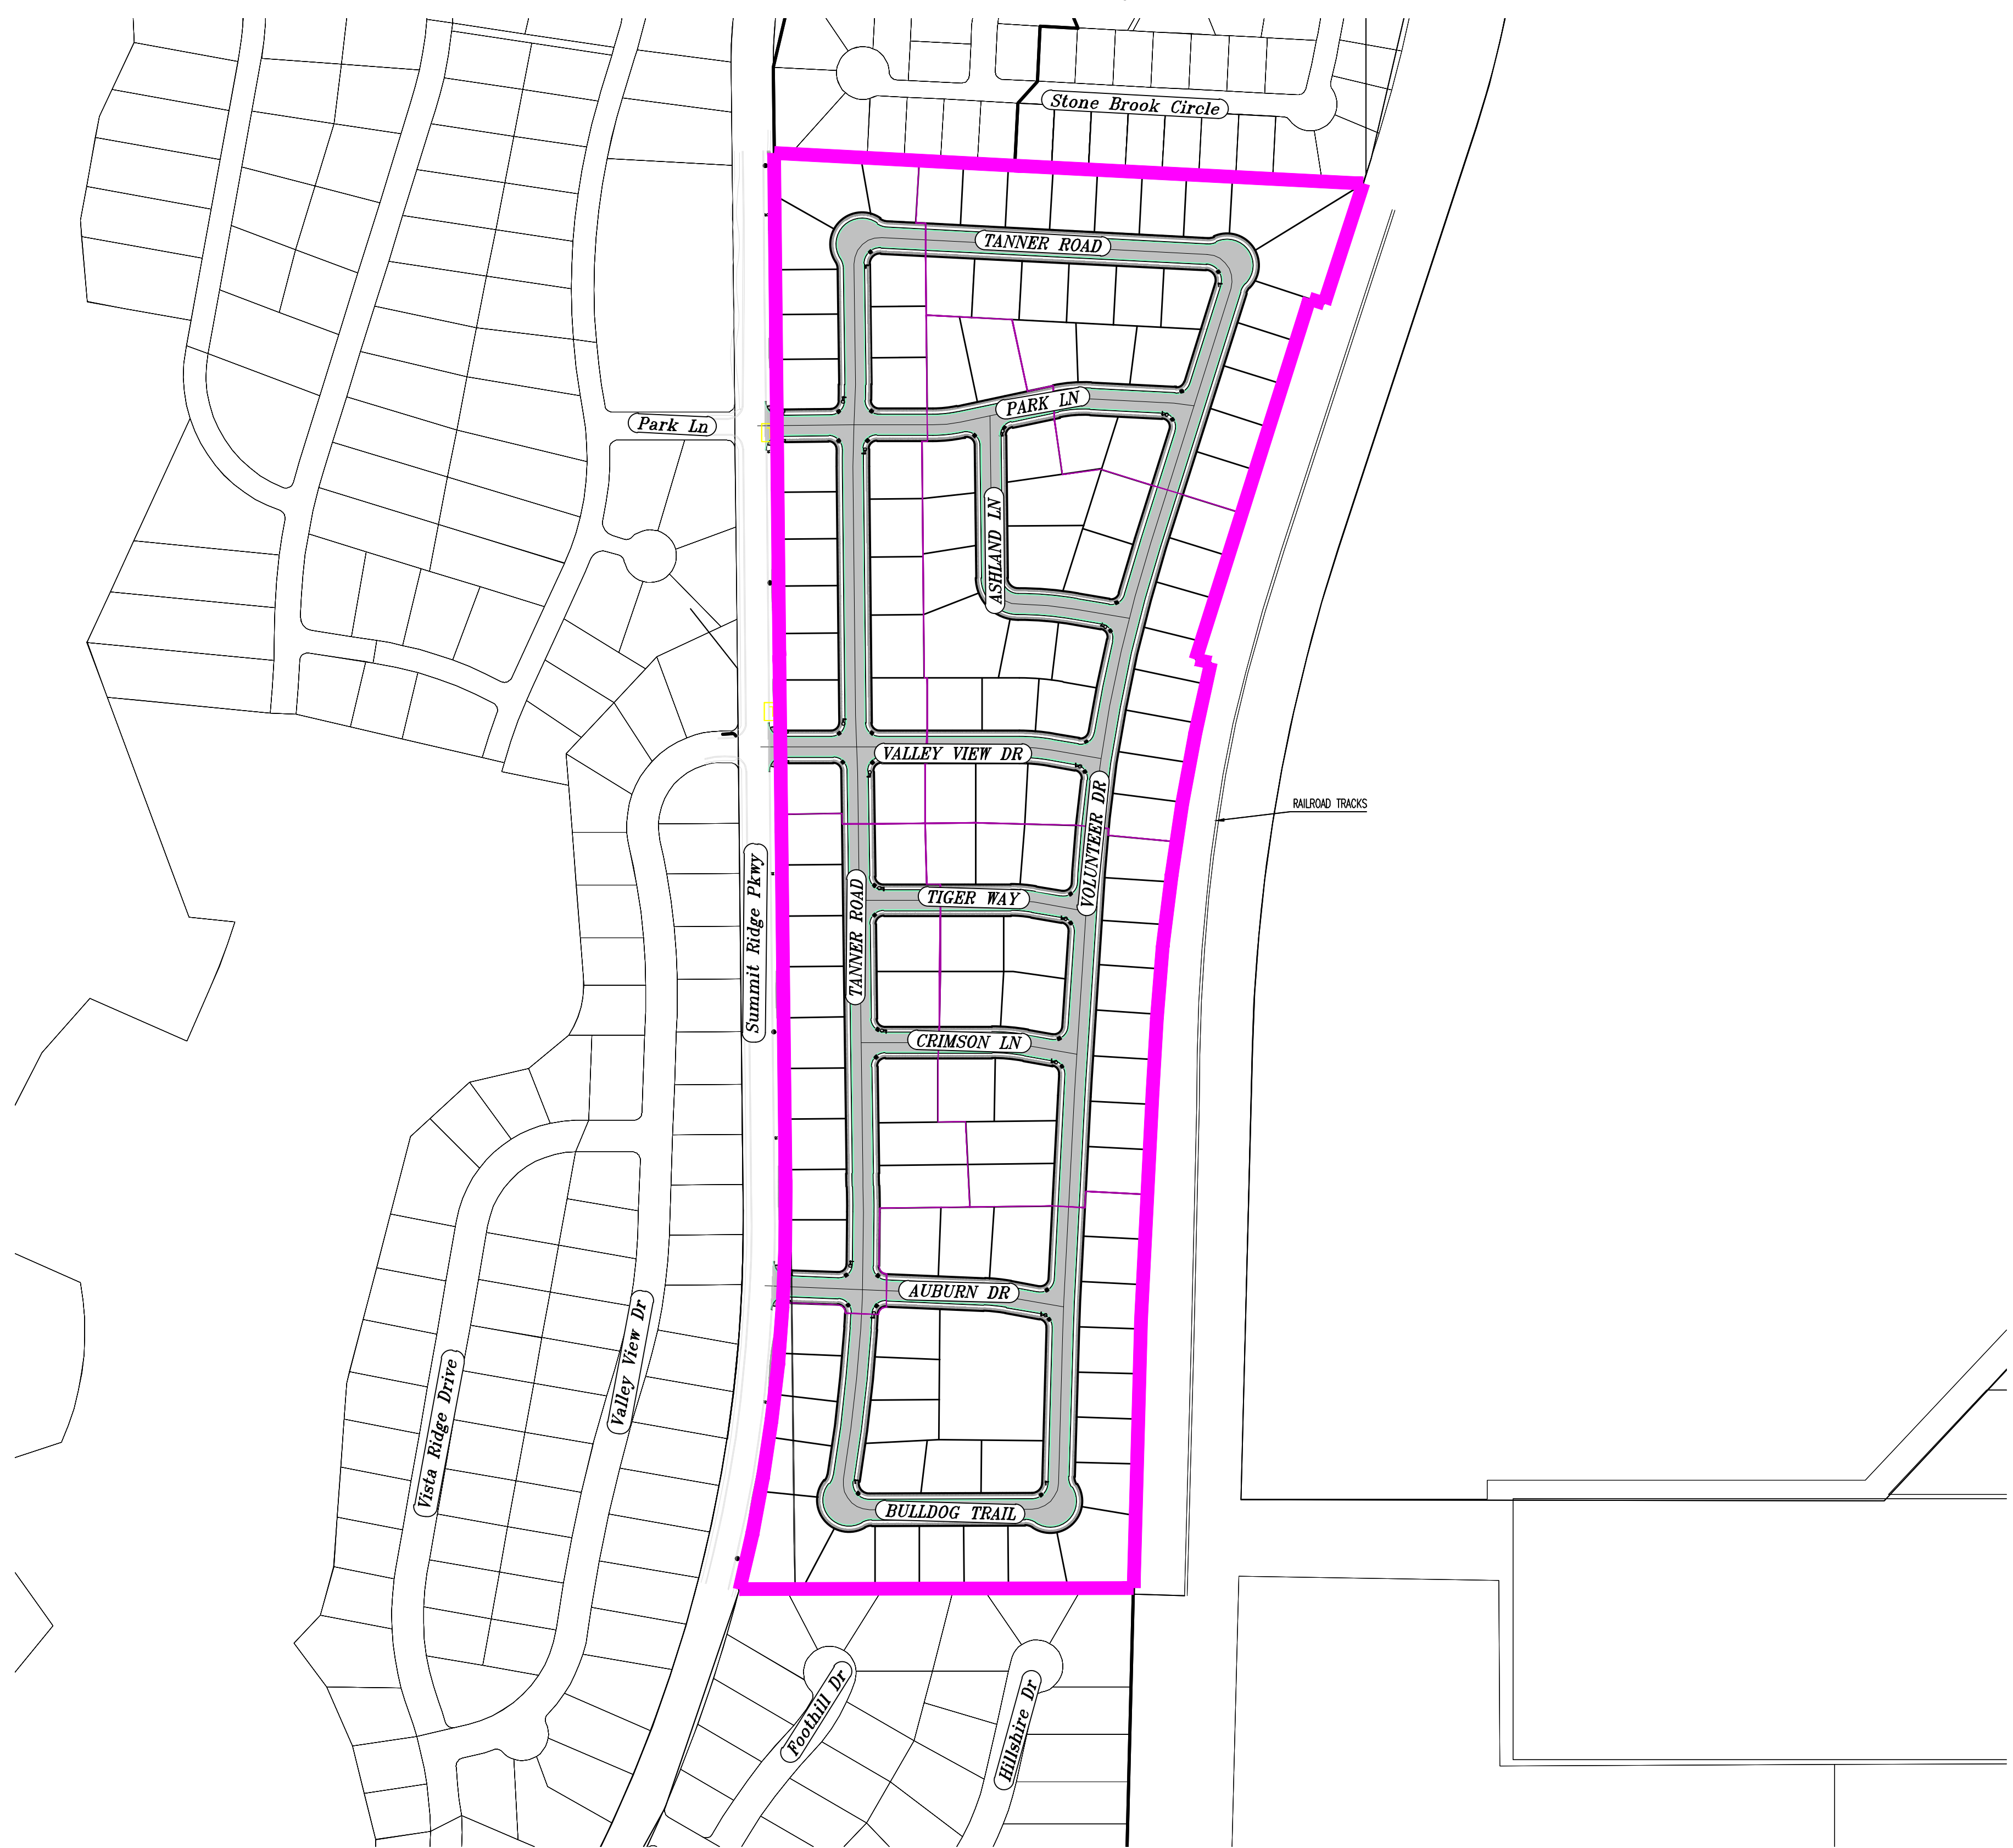 Stone Brook Circle
TANNER ROAD
PARK LN
Park Ln
ASHLAND LN
VALLEY VIEW DR
VOLUNTEER DR
RAILROAD TRACKS
Summit Ridge Pkwy
TANNER ROAD
TIGER WAY
CRIMSON LN
AUBURN DR
Valley View Dr
Vista Ridge Drive
BULLDOG TRAIL
Foothill Dr
Hillshire Dr